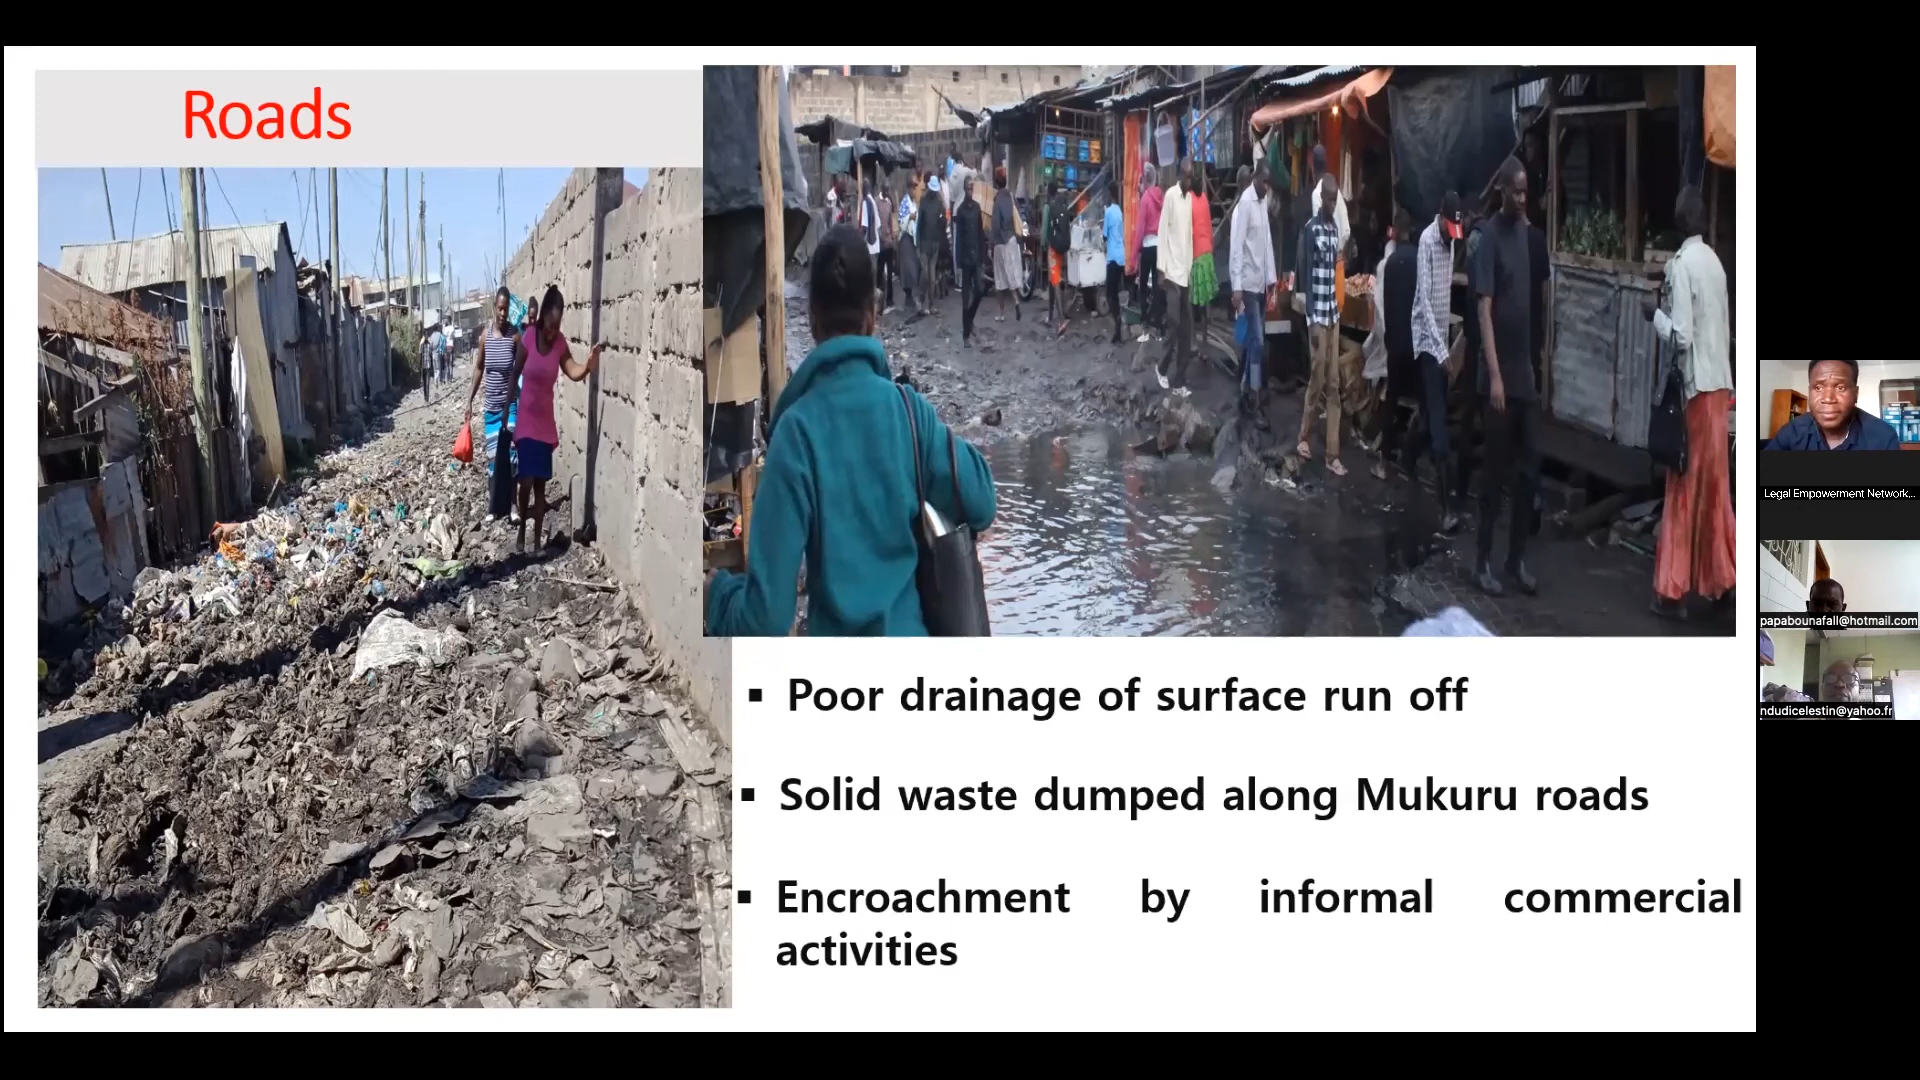 Roads
▪ Poor drainage of surface run off
▪ Solid waste dumped along Mukuru roads
▪ Encroachment by informal commercial
activities
Legal Empowerment Network...
papabounafall@hotmail.com
ndudicelestin@yahoo.fr